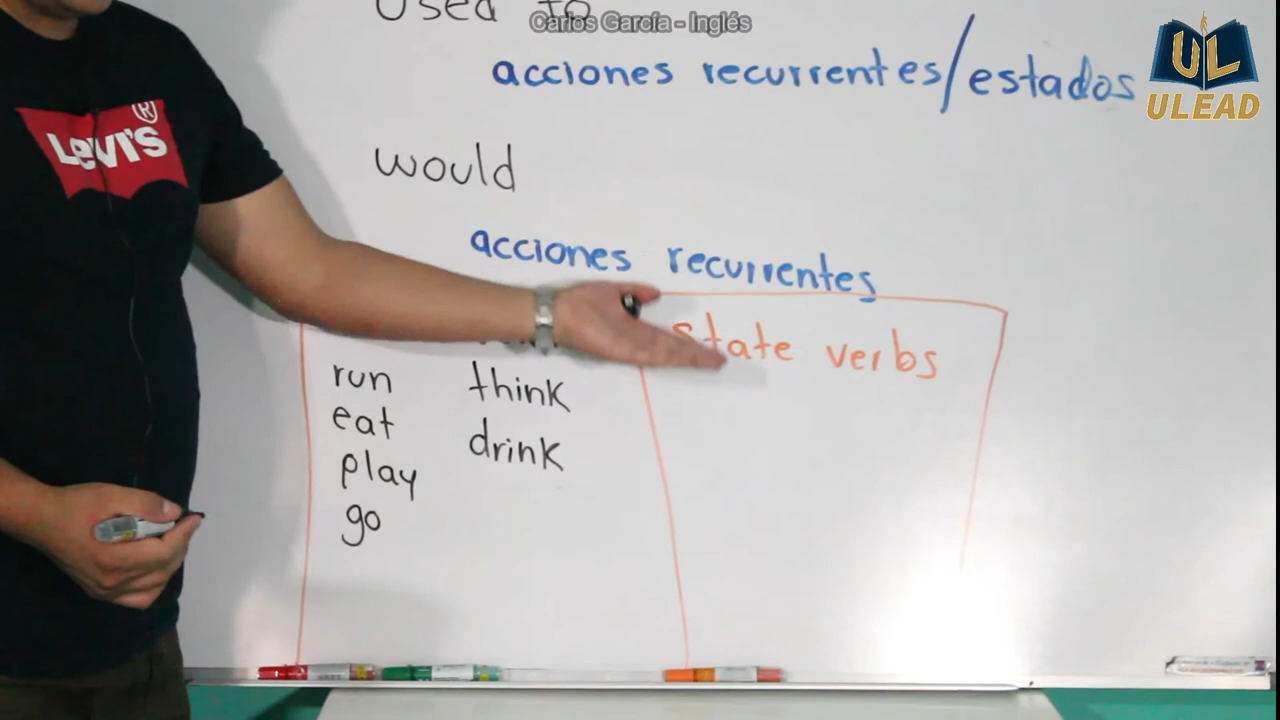 Used to
Carlos García - Inglés
acciones recurrentes/estados
UL
ULEAD
Levi's ®
would
acciones recurrentes
state verbs
run think
eat drink
play
go